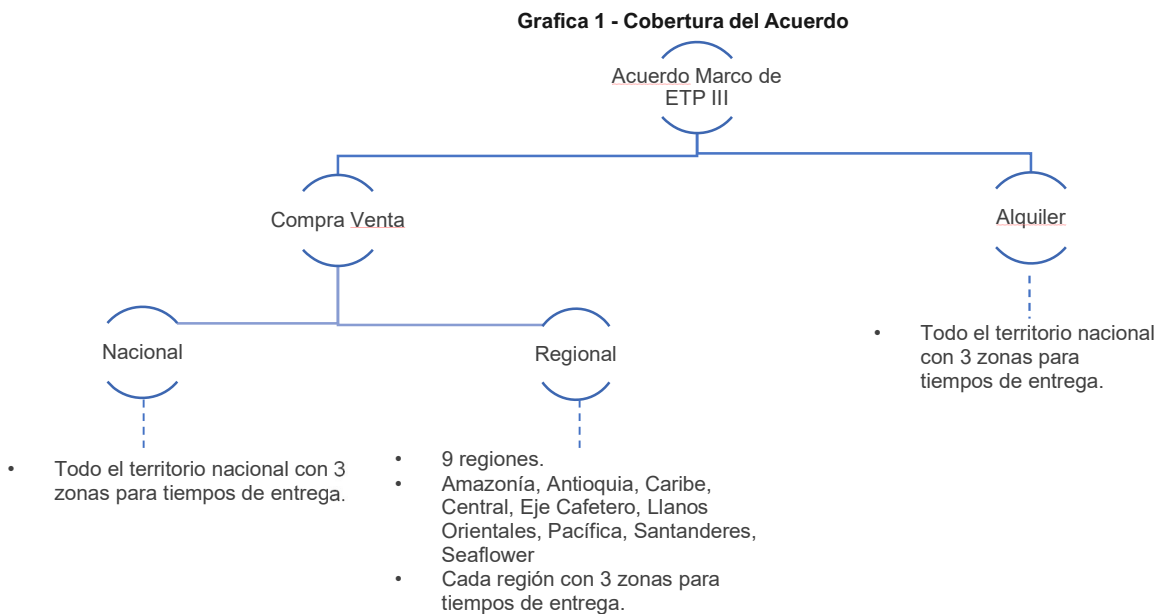 Grafica 1 - Cobertura del Acuerdo
Acuerdo Marco de
ETP III
Compra Venta
Alquiler
Nacional
Regional
• Todo el territorio nacional
con 3 zonas para
tiempos de entrega.
• Todo el territorio nacional con 3
zonas para tiempos de entrega.
• 9 regiones.
• Amazonía, Antioquia, Caribe,
Central, Eje Cafetero, Llanos
Orientales, Pacífica, Santanderes,
Seaflower
• Cada región con 3 zonas para
tiempos de entrega.